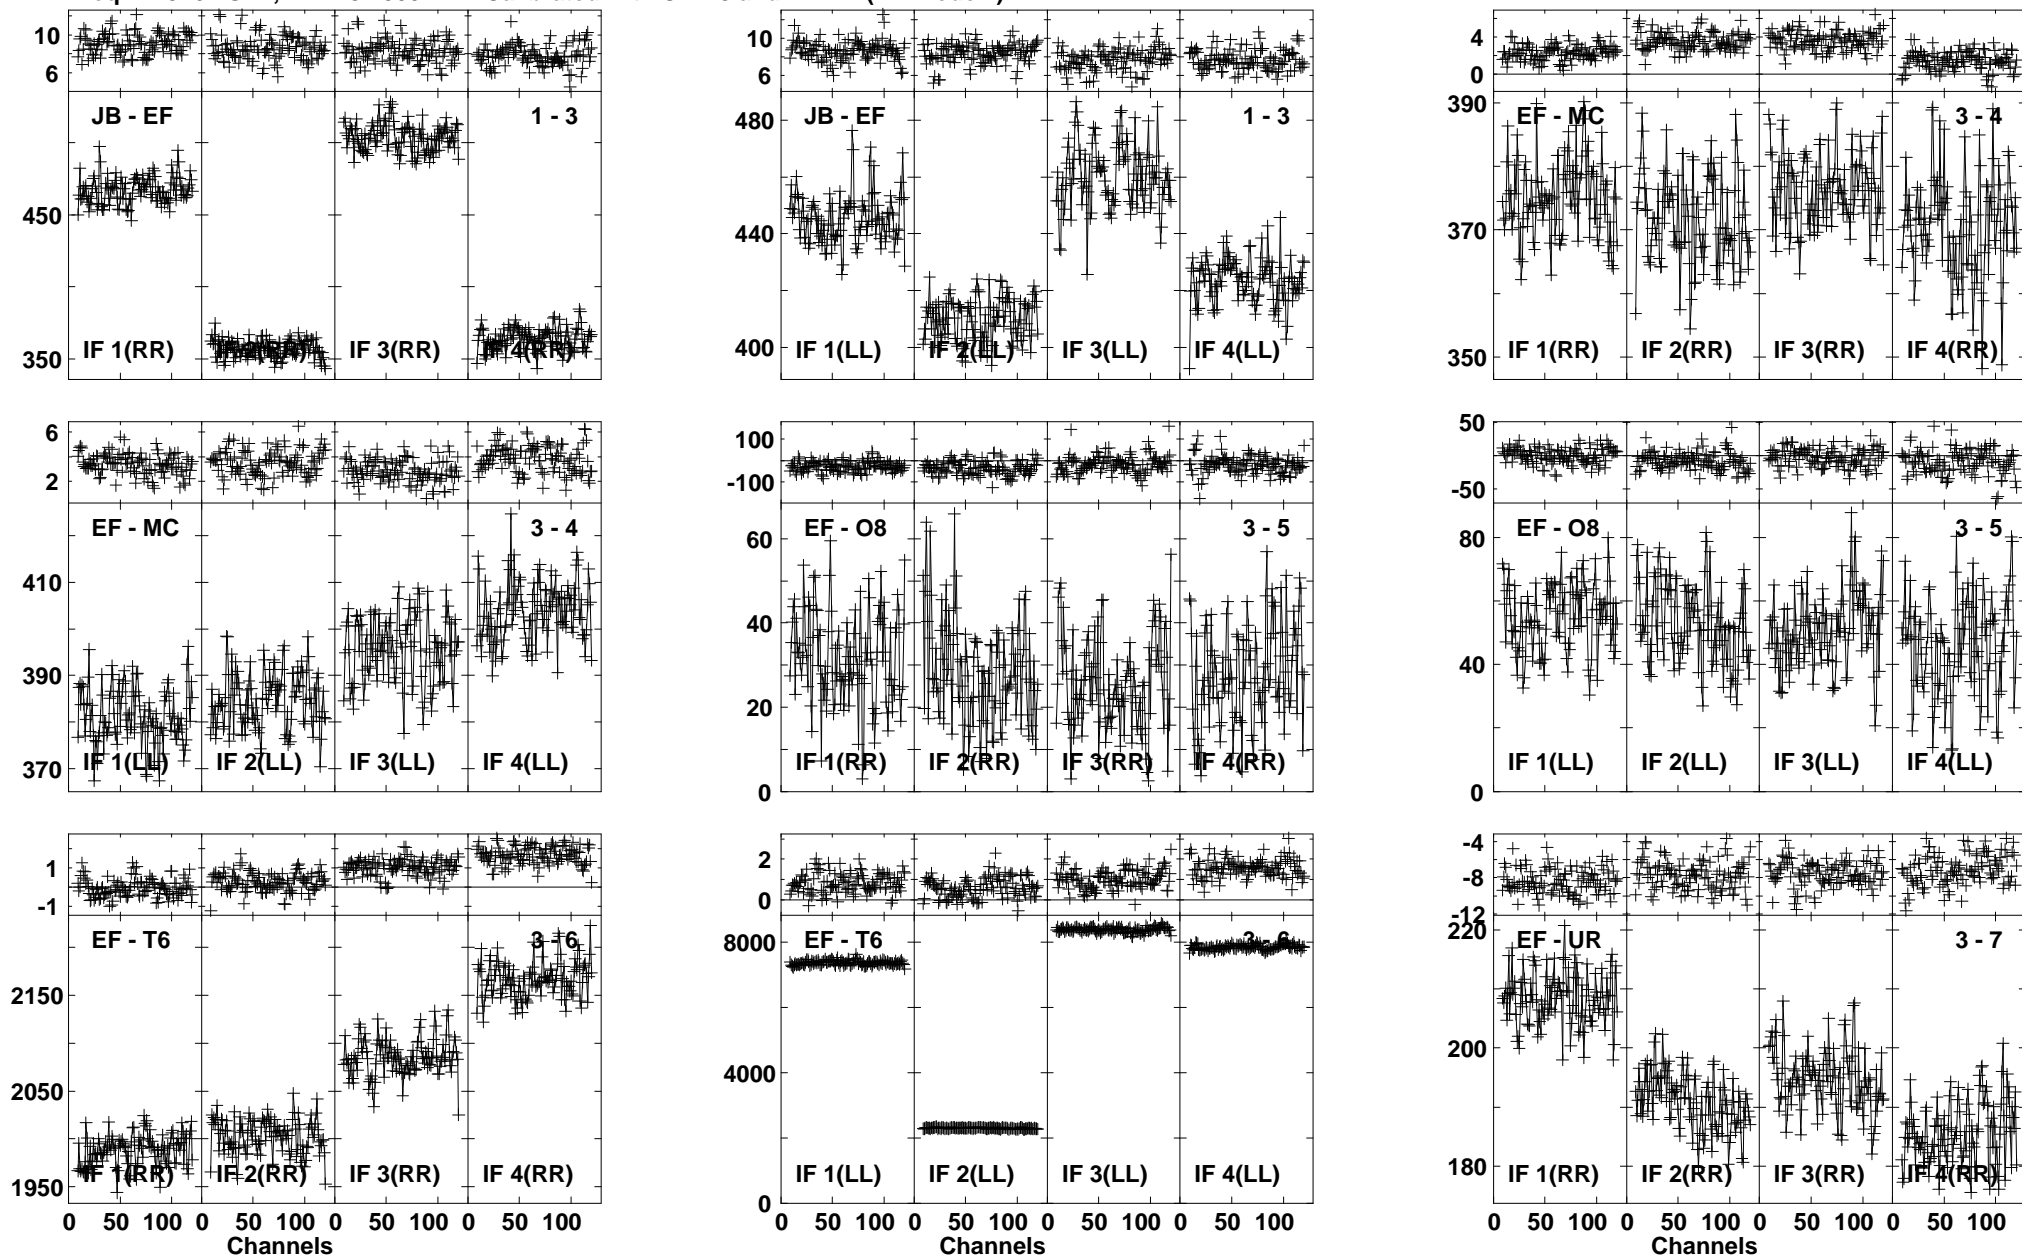 10
6
JB - EF
1 - 3
450
350
IF 1(RR)
IF 3(RR)
IF 4(RR)
10
6
JB - EF
1 - 3
480
440
400
IF 1(LL)
IF 2(LL)
IF 3(LL)
IF 4(LL)
4
0
EF - MC
3 - 4
390
370
350
IF 1(RR)
IF 2(RR)
IF 3(RR)
IF 4(RR)
6
2
EF - MC
3 - 4
410
390
370
IF 1(LL)
IF 2(LL)
IF 3(LL)
IF 4(LL)
100
-100
EF - O8
3 - 5
60
40
20
0
IF 1(RR)
IF 2(RR)
IF 3(RR)
IF 4(RR)
50
-50
EF - O8
3 - 5
80
40
0
IF 1(LL)
IF 2(LL)
IF 3(LL)
IF 4(LL)
1
-1
EF - T6
3 - 6
2150
2050
1950
IF 1(RR)
IF 2(RR)
IF 3(RR)
IF 4(RR)
0 50 100 0 50 100 0 50 100 0 50 100
Channels
2
0
EF - T6
3 - 6
8000
4000
0
IF 1(LL)
IF 2(LL)
IF 3(LL)
IF 4(LL)
0 50 100 0 50 100 0 50 100 0 50 100
Channels
-4
-8
-12
EF - UR
3 - 7
220
200
180
IF 1(RR)
IF 2(RR)
IF 3(RR)
IF 4(RR)
0 50 100 0 50 100 0 50 100 0 50 100
Channels